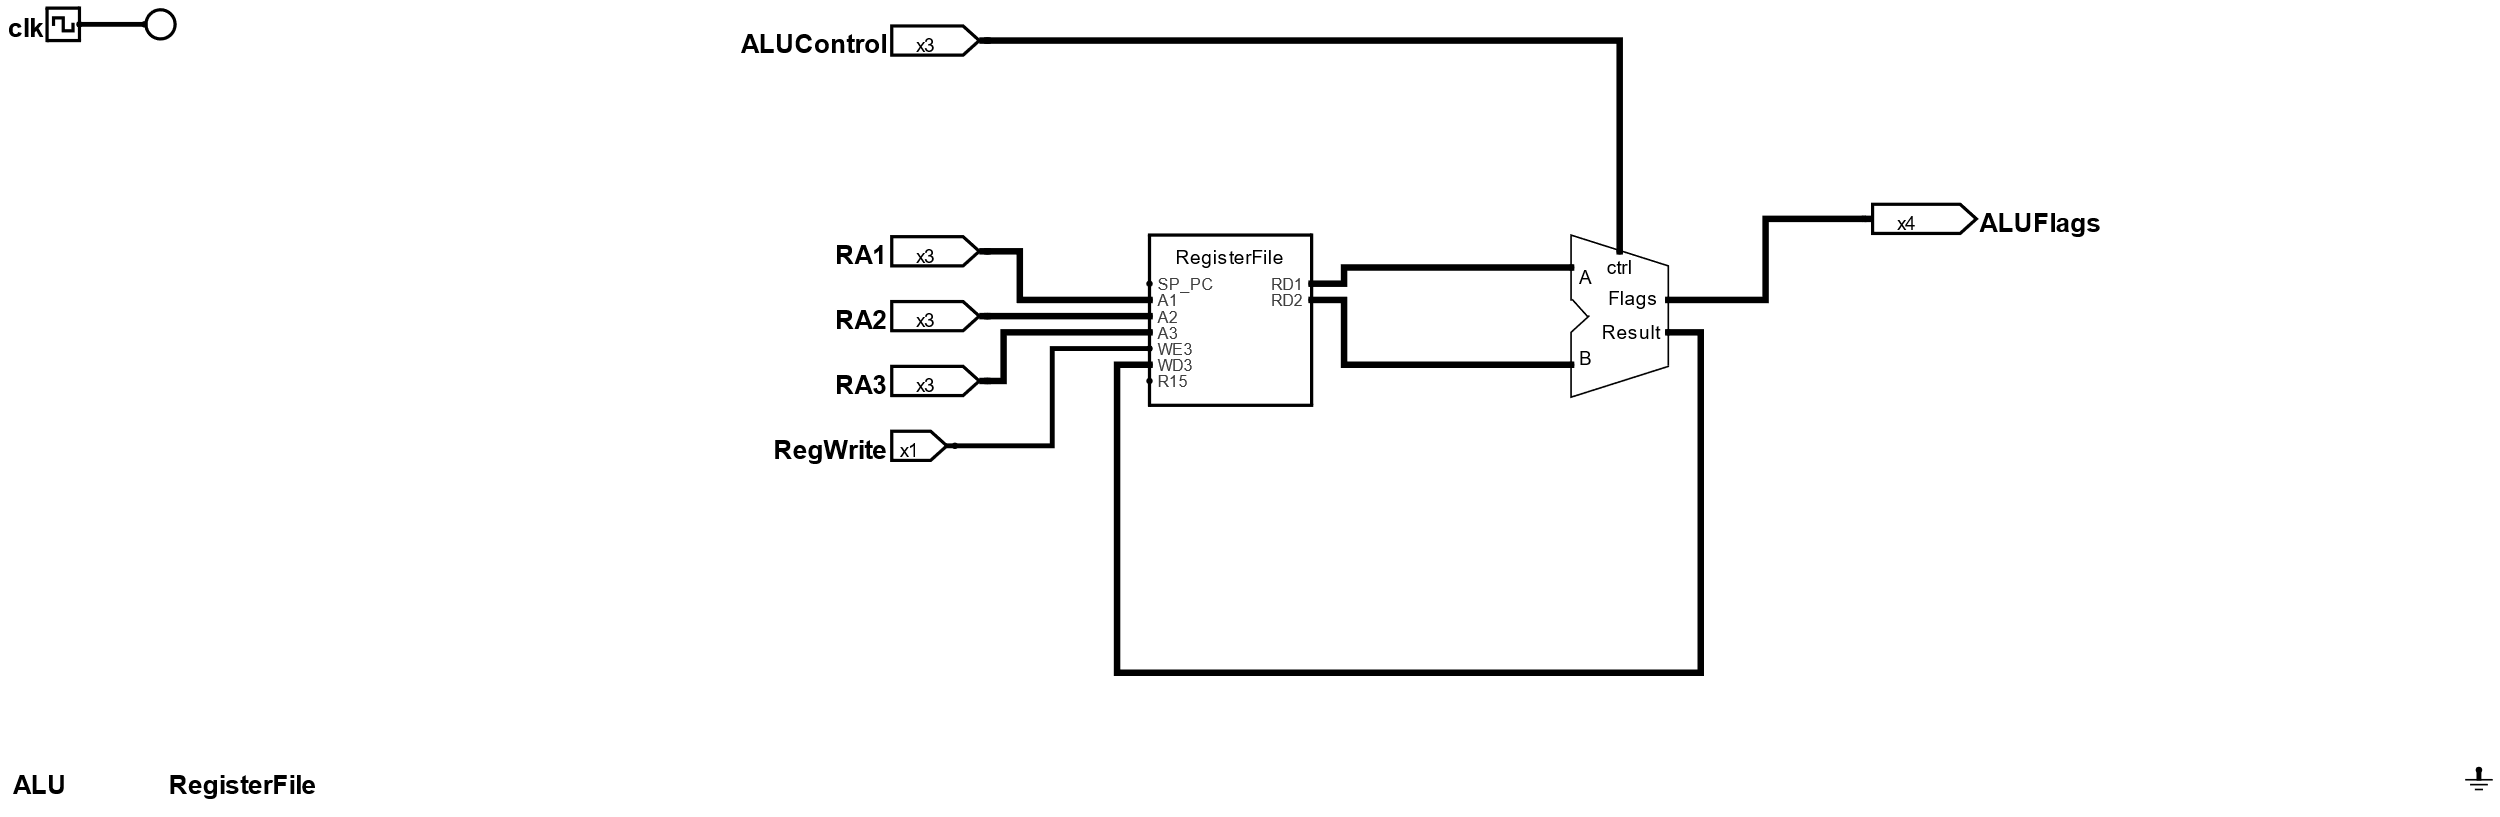 clk
ALUControl x3
RA1 x3
RA2 x3
RA3 x3
RegWrite x1
RegisterFile
SP_PC RD1
A1 RD2
A2
A3
WE3
WD3
R15
ctrl
A
Flags
Result
B
x4 ALUFlags
ALU RegisterFile